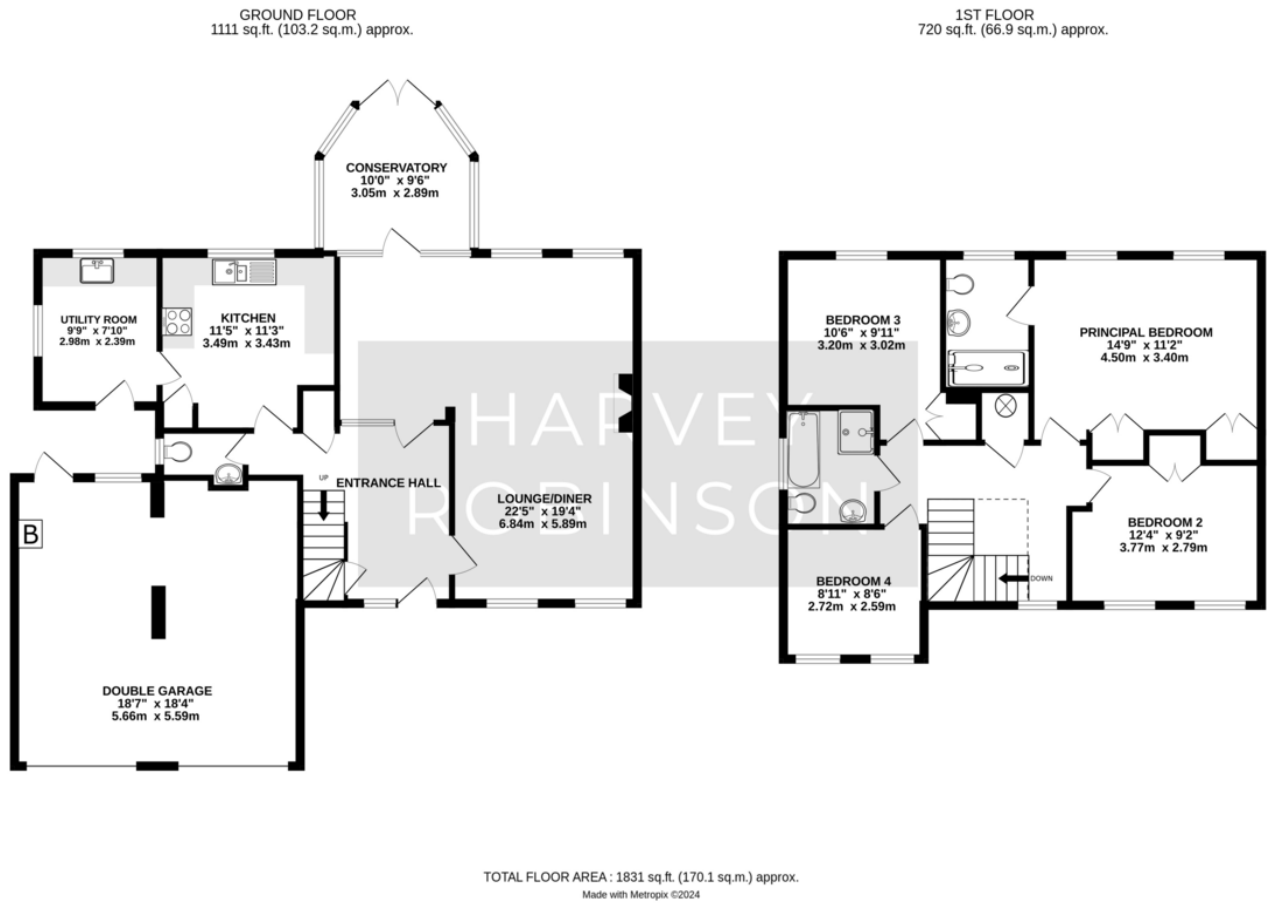 GROUND FLOOR
1111 sq.ft. (103.2 sq.m.) approx.
1ST FLOOR
720 sq.ft. (66.9 sq.m.) approx.
CONSERVATORY
10'0" x 9'6"
3.05m x 2.89m
UTILITY ROOM
9'9" x 7'10"
2.98m x 2.39m
KITCHEN
11'5" x 11'3"
3.49m x 3.43m
BEDROOM 3
10'6" x 9'11"
3.20m x 3.02m
PRINCIPAL BEDROOM
14'9" x 11'2"
4.50m x 3.40m
HARVEY
ROBINSON
UP
ENTRANCE HALL
LOUNGE/DINER
22'5" x 19'4"
6.84m x 5.89m
B
BEDROOM 2
12'4" x 9'2"
3.77m x 2.79m
BEDROOM 4
8'11" x 8'6"
2.72m x 2.59m
DOWN
DOUBLE GARAGE
18'7" x 18'4"
5.66m x 5.59m
TOTAL FLOOR AREA : 1831 sq.ft. (170.1 sq.m.) approx.
Made with Metropix ©2024